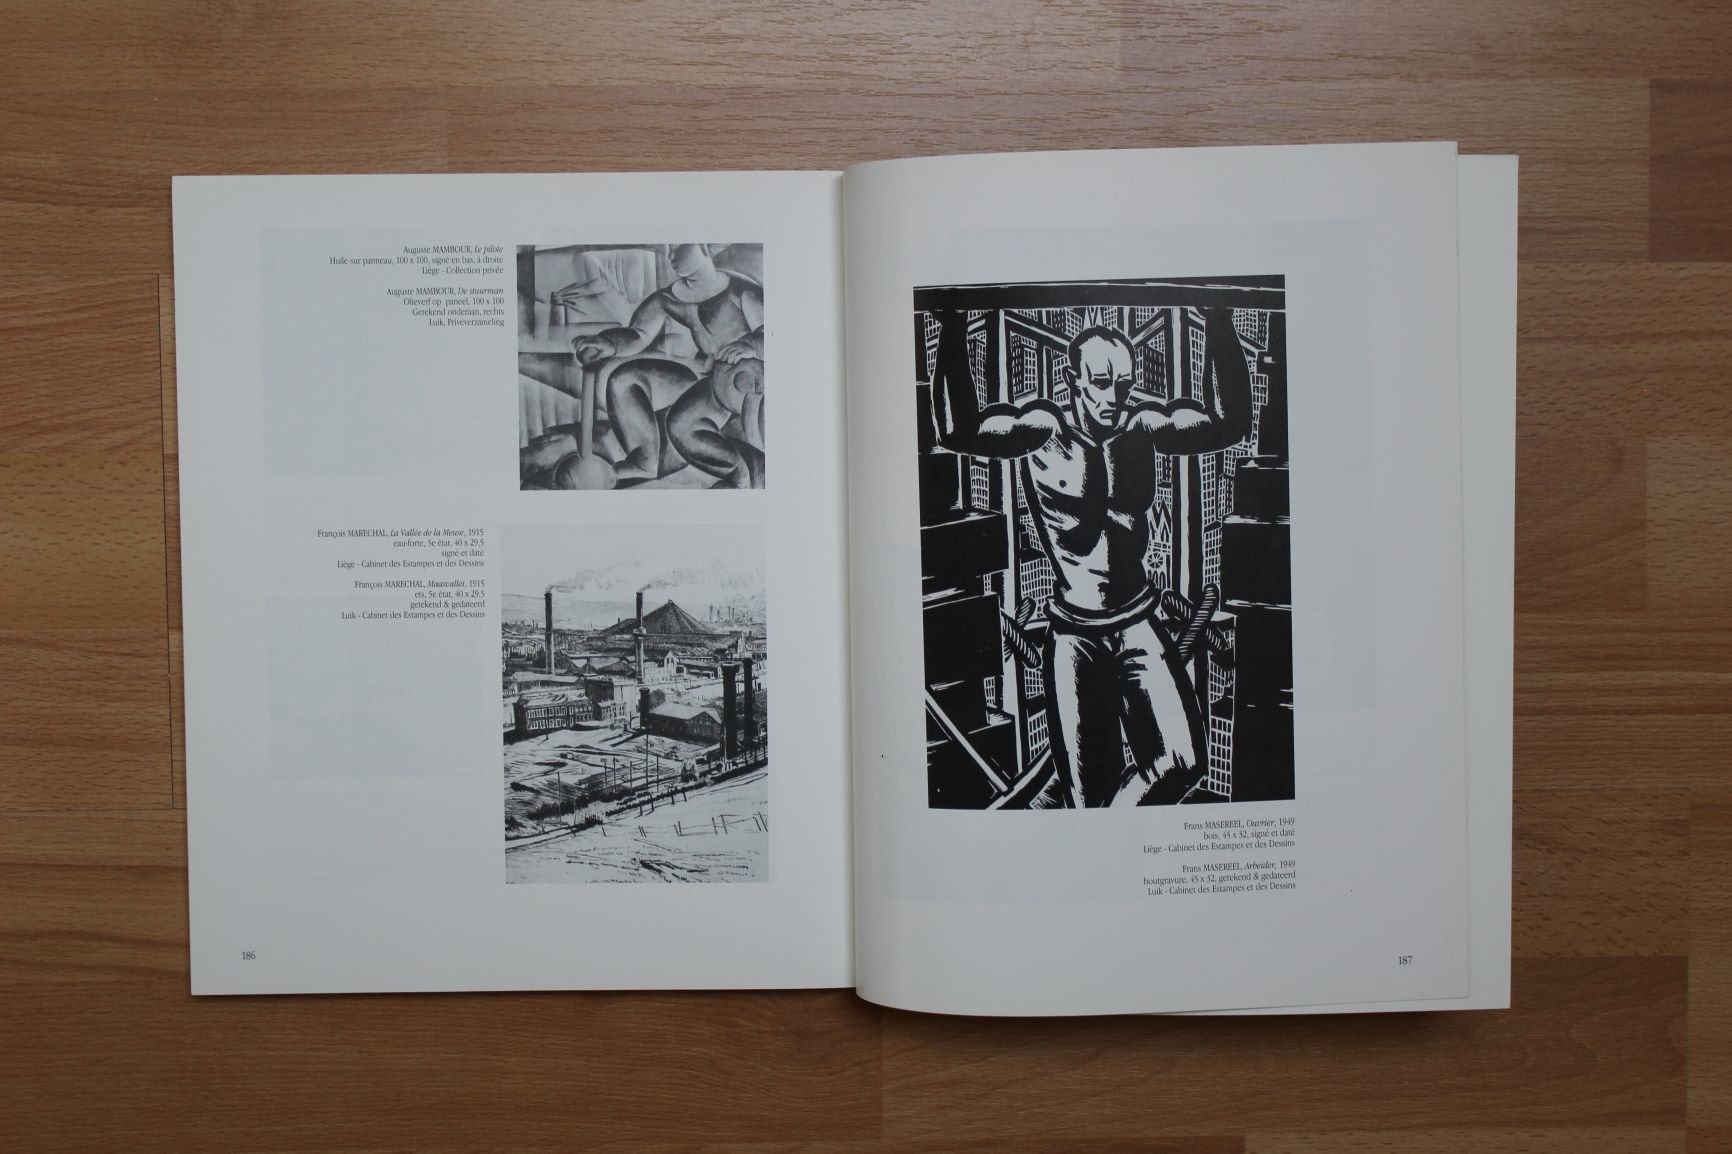 Auguste MAMBOUR, Le pilote
Huile sur panneau, 100 x 100, signé en bas, à droite
Liège - Collection privée
Auguste MAMBOUR, De stuurman
Olieverf op paneel, 100 x 100
Getekend onderaan, rechts
Luik, Privéverzameling
François MARECHAL, La Vallée de la Meuse, 1915
eau-forte, 5e état, 40 x 29,5
signé et daté
Liège - Cabinet des Estampes et des Dessins
François MARECHAL, Maasvallei, 1915
ets, 5e état, 40 x 29,5
getekend & gedateerd
Luik - Cabinet des Estampes et des Dessins
186
Frans MASEREEL, Ouvrier, 1949
bois, 45 x 32, signé et daté
Liège - Cabinet des Estampes et des Dessins
Frans MASEREEL, Arbeider, 1949
houtgravure, 45 x 32, getekend & gedateerd
Luik - Cabinet des Estampes et des Dessins
187